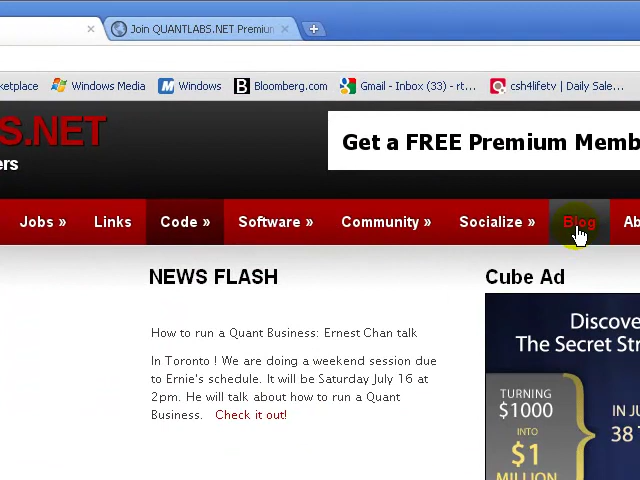 Join QUANTLABS.NET Premium
ketplace Windows Media Windows Bloomberg.com Gmail - Inbox (33) - rt... csh4lifetv | Daily Sale...
S.NET
ers
Get a FREE Premium Memb
Jobs » Links Code » Software » Community » Socialize » Blog Ab
NEWS FLASH
How to run a Quant Business: Ernest Chan talk
In Toronto ! We are doing a weekend session due
to Ernie's schedule. It will be Saturday July 16 at
2pm. He will talk about how to run a Quant
Business. Check it out!
Cube Ad
Discove
The Secret Str
TURNING
$1000
INTO
$1
MILLION
IN JU
38 T